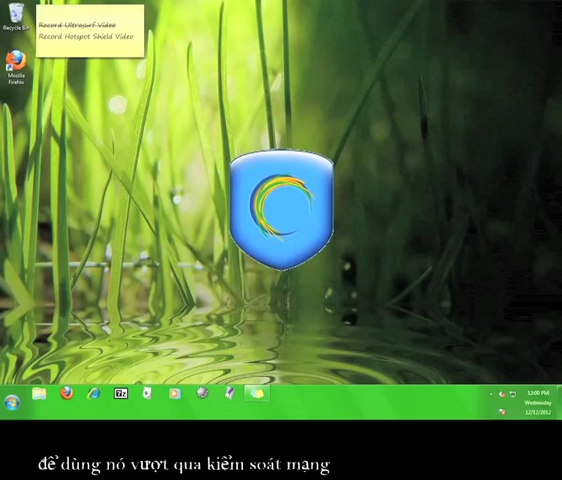 Recycle Bin
Record Ultrasurf Video
Record Hotspot Shield Video
Mozilla
Firefox
12:00 PM
Wednesday
12/12/2012
để dùng nó vượt qua kiểm soát mạng